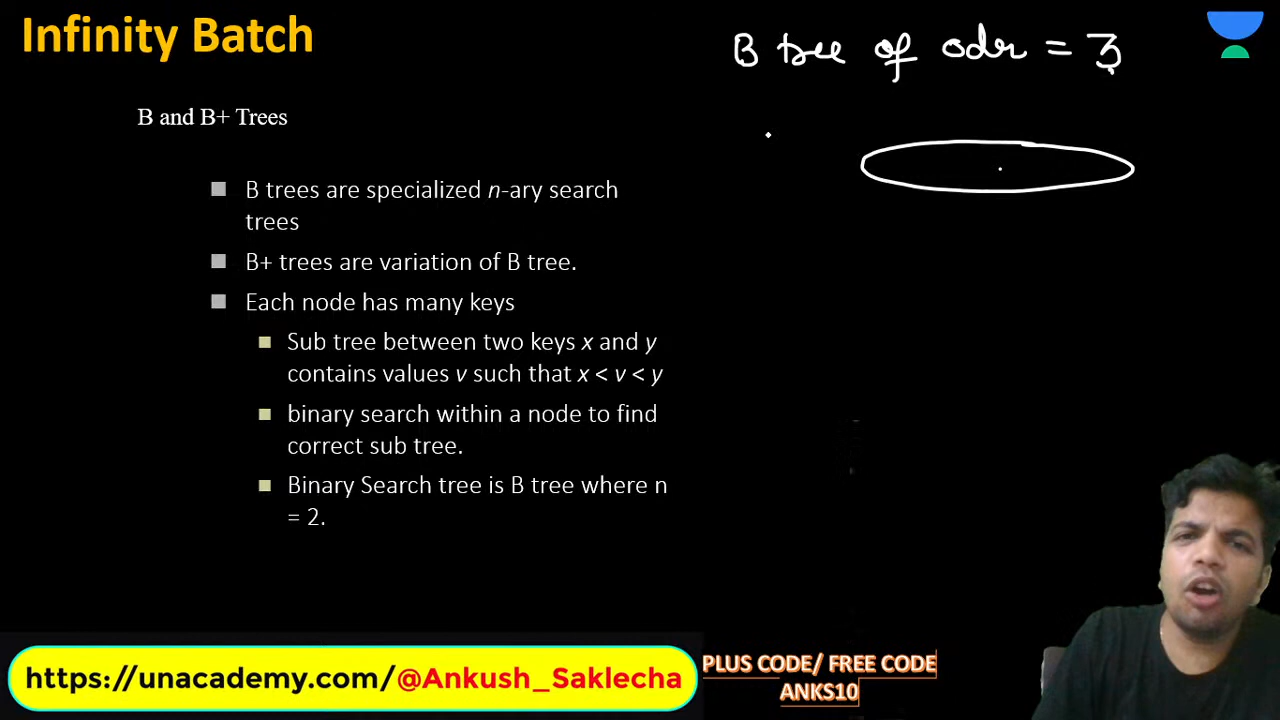 Infinity Batch
B tree of odr = 3
B and B+ Trees
B trees are specialized n-ary search
trees
B+ trees are variation of B tree.
Each node has many keys
Sub tree between two keys x and y
contains values v such that x < v < y
binary search within a node to find
correct sub tree.
Binary Search tree is B tree where n
= 2.
https://unacademy.com/@Ankush_Saklecha
PLUS CODE/ FREE CODE
ANKS10